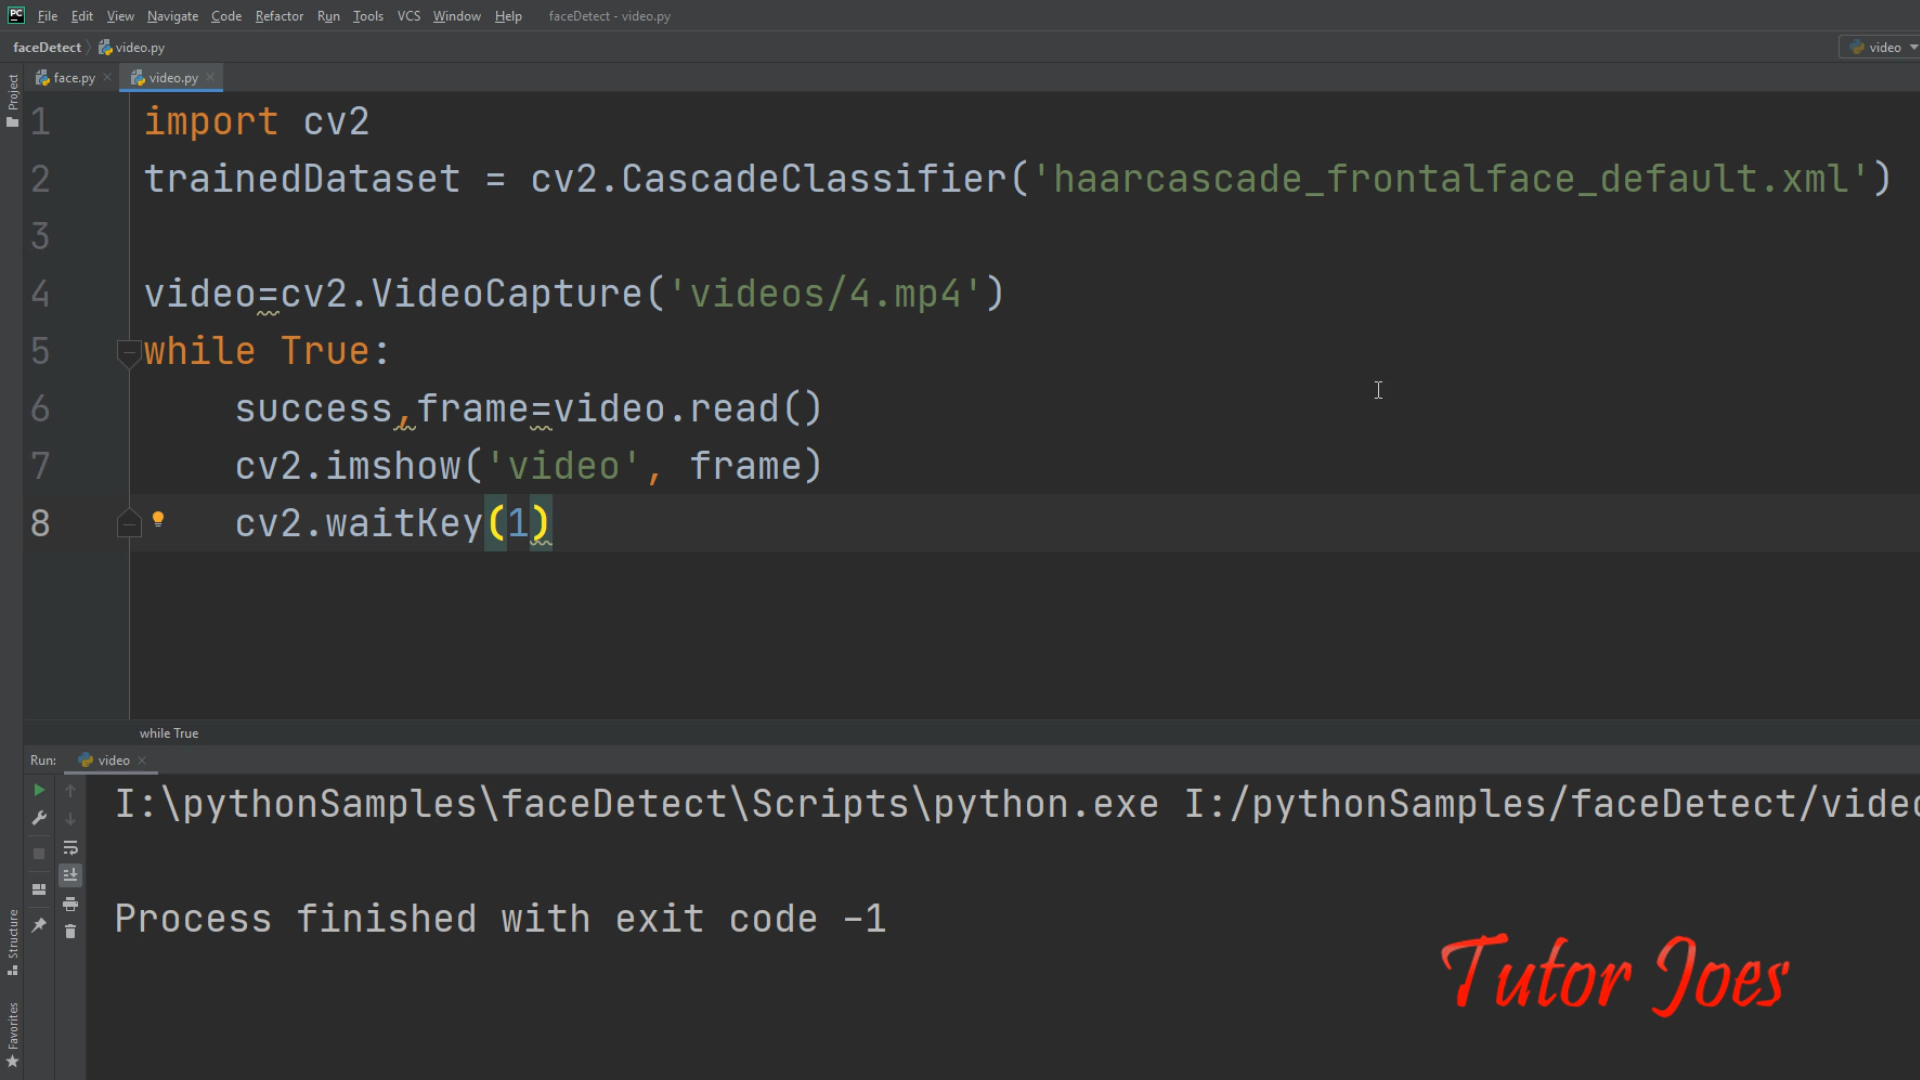 File Edit View Navigate Code Refactor Run Tools VCS Window Help faceDetect - video.py
faceDetect video.py
video
Project
face.py video.py
1 import cv2
2 trainedDataset = cv2.CascadeClassifier('haarcascade_frontalface_default.xml')
3
4 video=cv2.VideoCapture('videos/4.mp4')
5 while True:
6 success,frame=video.read()
7 cv2.imshow('video', frame)
8 cv2.waitKey(1)
while True
Run: video
I:\pythonSamples\faceDetect\Scripts\python.exe I:/pythonSamples/faceDetect/video
Process finished with exit code -1
Structure
Favorites
Tutor Joes